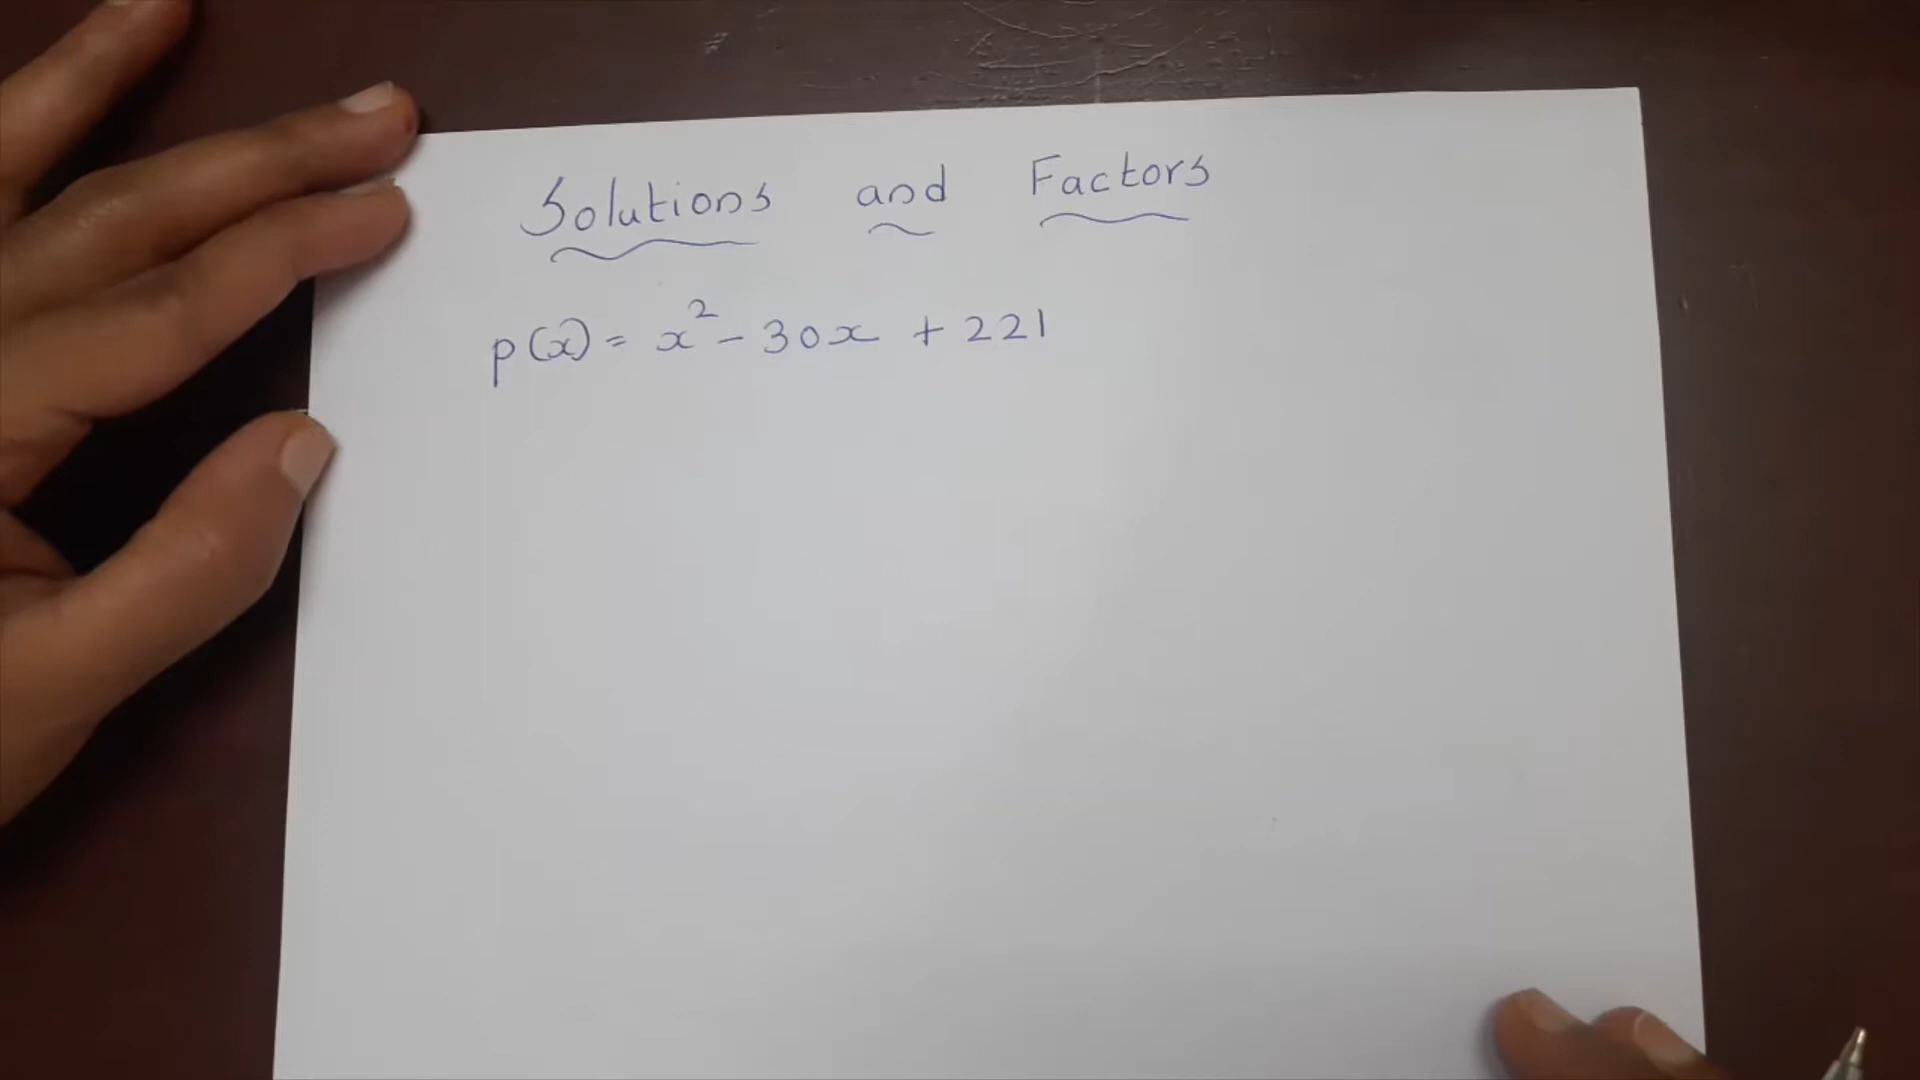 Solutions and Factors
p(x) = x² - 30x + 221